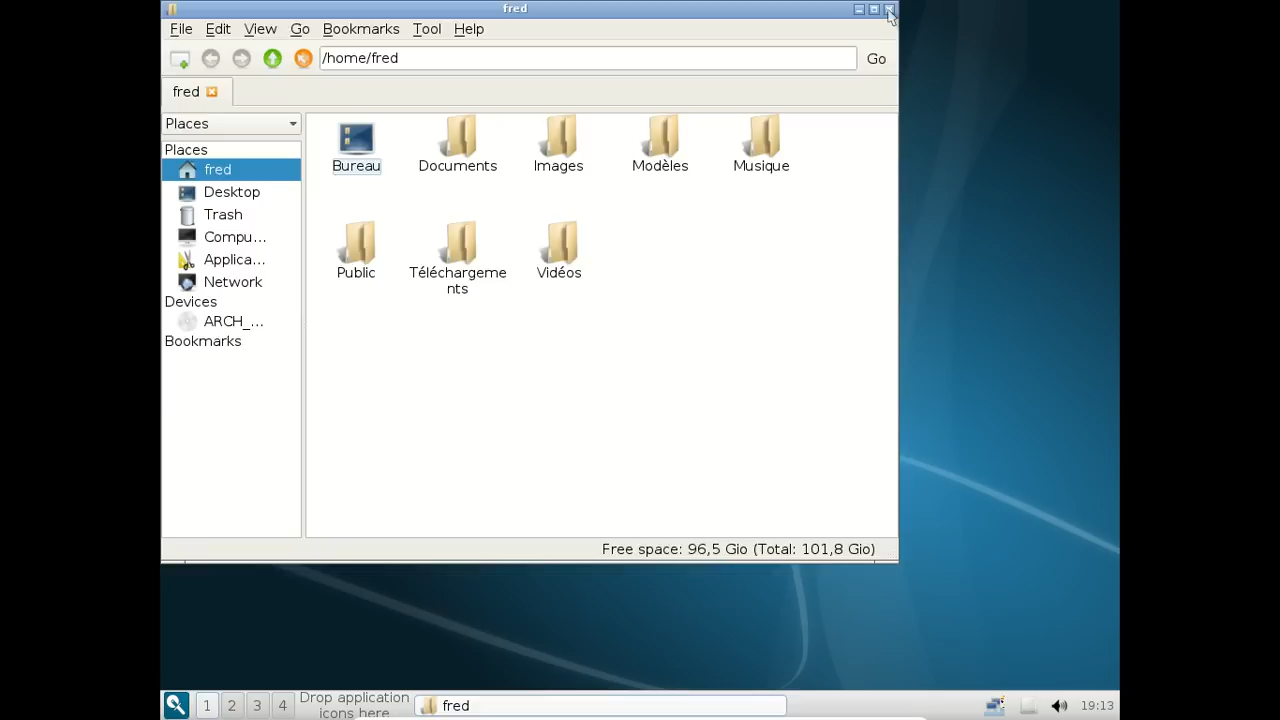 fred
File Edit View Go Bookmarks Tool Help
/home/fred Go
fred
Places
Places
fred
Desktop
Trash
Compu...
Applica...
Network
Devices
ARCH_...
Bookmarks
Bureau Documents Images Modèles Musique
Public Téléchargeme Vidéos
nts
Free space: 96,5 Gio (Total: 101,8 Gio)
1 2 3 4 Drop application
icons here
fred
19:13